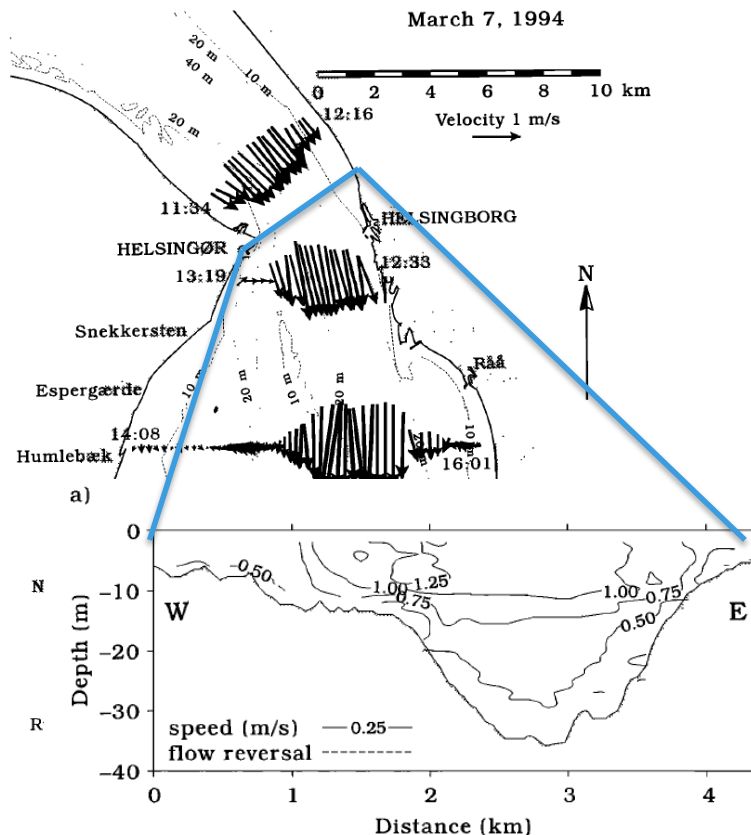 March 7, 1994
0 2 4 6 8 10 km
Velocity 1 m/s
20 m
40 m
10 m
20 m
12:16
11:34
HELSINGBORG
HELSINGØR
13:19
12:33
N
Snekkersten
Råå
Espergærde
10 m
20 m
10 m
20 m
14:08
20 m
10 m
Humlebæk
16:01
a)
0
-10
-20
-30
-40
Depth (m)
N
R
W
E
0.50
1.00
1.25
0.75
1.00
0.75
0.50
speed (m/s) 0.25
flow reversal
0 1 2 3 4
Distance (km)